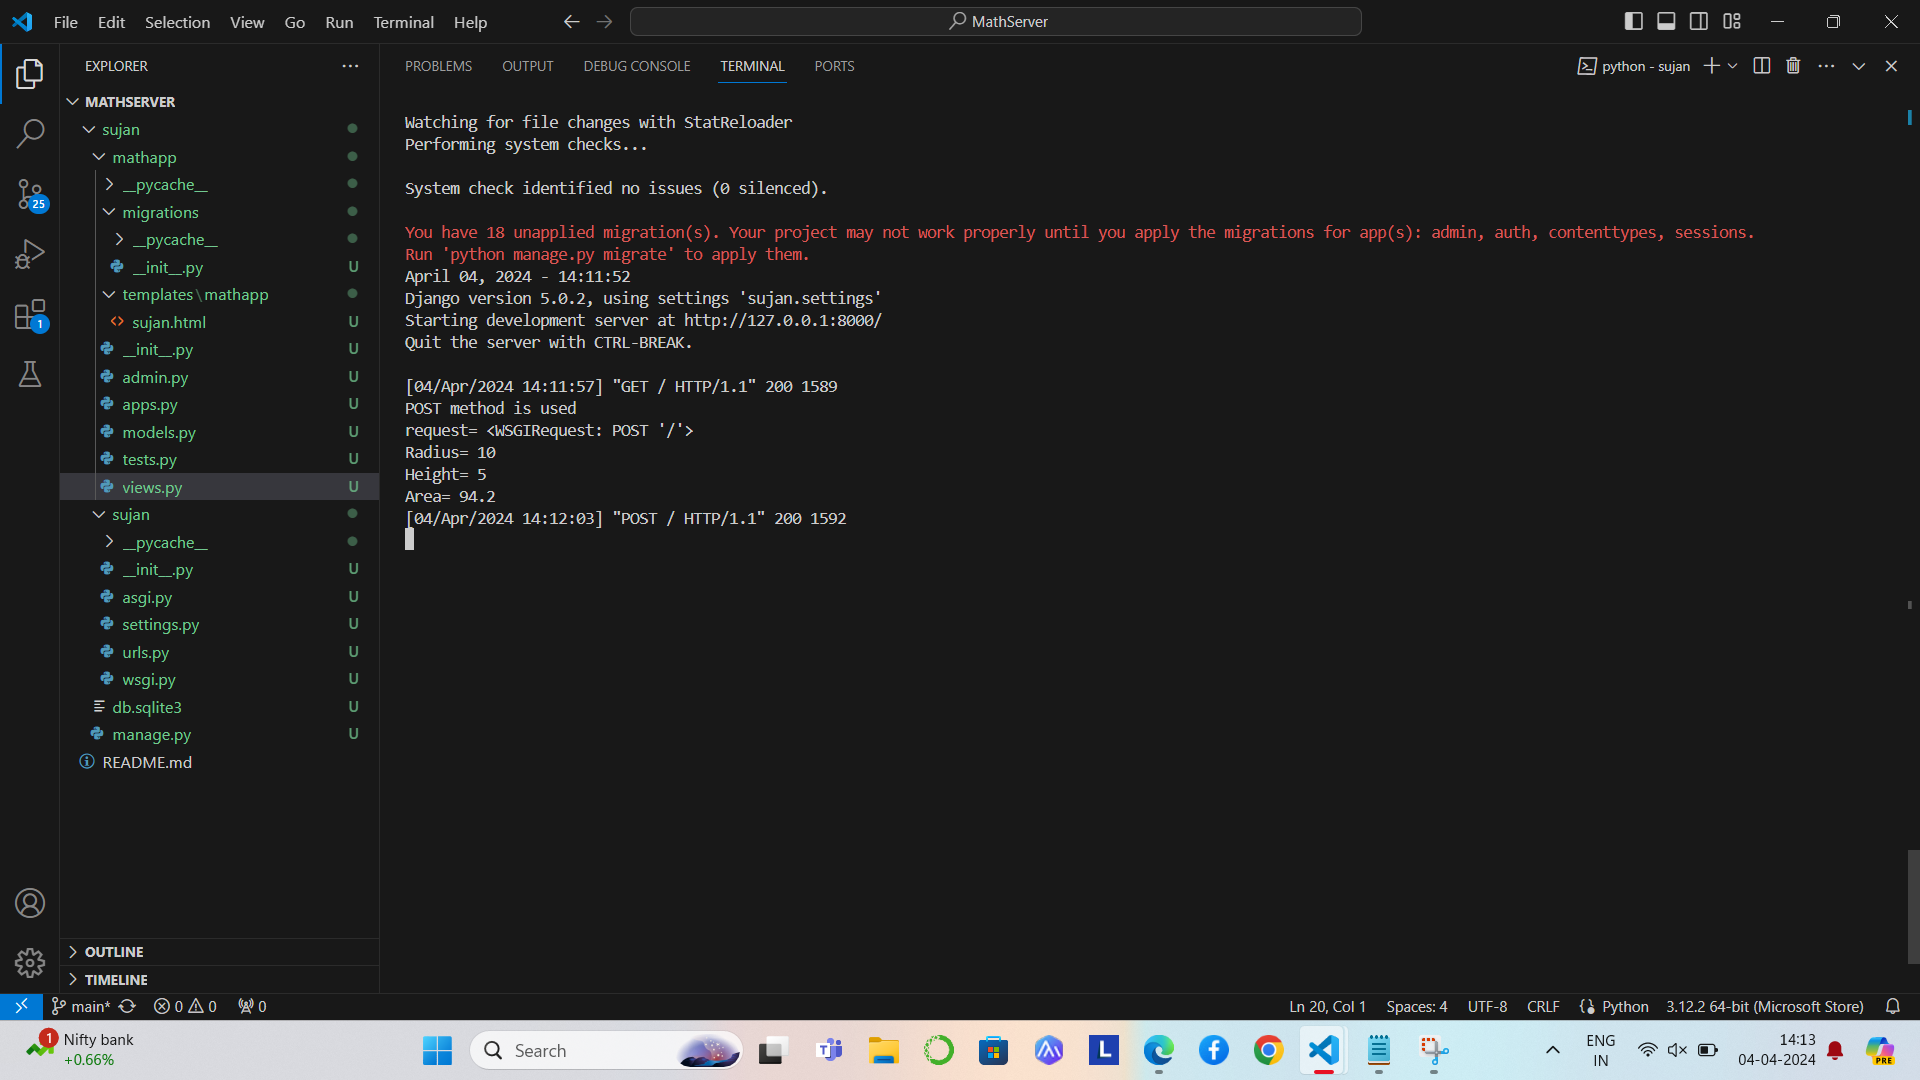 File Edit Selection View Go Run Terminal Help
MathServer
EXPLORER
MATHSERVER
sujan
mathapp
__pycache__
migrations
__pycache__
__init__.py U
templates\mathapp
sujan.html U
__init__.py U
admin.py U
apps.py U
models.py U
tests.py U
views.py U
sujan
__pycache__
__init__.py U
asgi.py U
settings.py U
urls.py U
wsgi.py U
db.sqlite3 U
manage.py U
README.md
OUTLINE
TIMELINE
25
1
PROBLEMS OUTPUT DEBUG CONSOLE TERMINAL PORTS
python - sujan
Watching for file changes with StatReloader
Performing system checks...
System check identified no issues (0 silenced).
You have 18 unapplied migration(s). Your project may not work properly until you apply the migrations for app(s): admin, auth, contenttypes, sessions.
Run 'python manage.py migrate' to apply them.
April 04, 2024 - 14:11:52
Django version 5.0.2, using settings 'sujan.settings'
Starting development server at http://127.0.0.1:8000/
Quit the server with CTRL-BREAK.
[04/Apr/2024 14:11:57] "GET / HTTP/1.1" 200 1589
POST method is used
request= <WSGIRequest: POST '/'>
Radius= 10
Height= 5
Area= 94.2
[04/Apr/2024 14:12:03] "POST / HTTP/1.1" 200 1592
main* 0 0 0
Ln 20, Col 1 Spaces: 4 UTF-8 CRLF Python 3.12.2 64-bit (Microsoft Store)
1
Nifty bank
+0.66%
Search
L
ENG
IN
14:13
04-04-2024
PRE